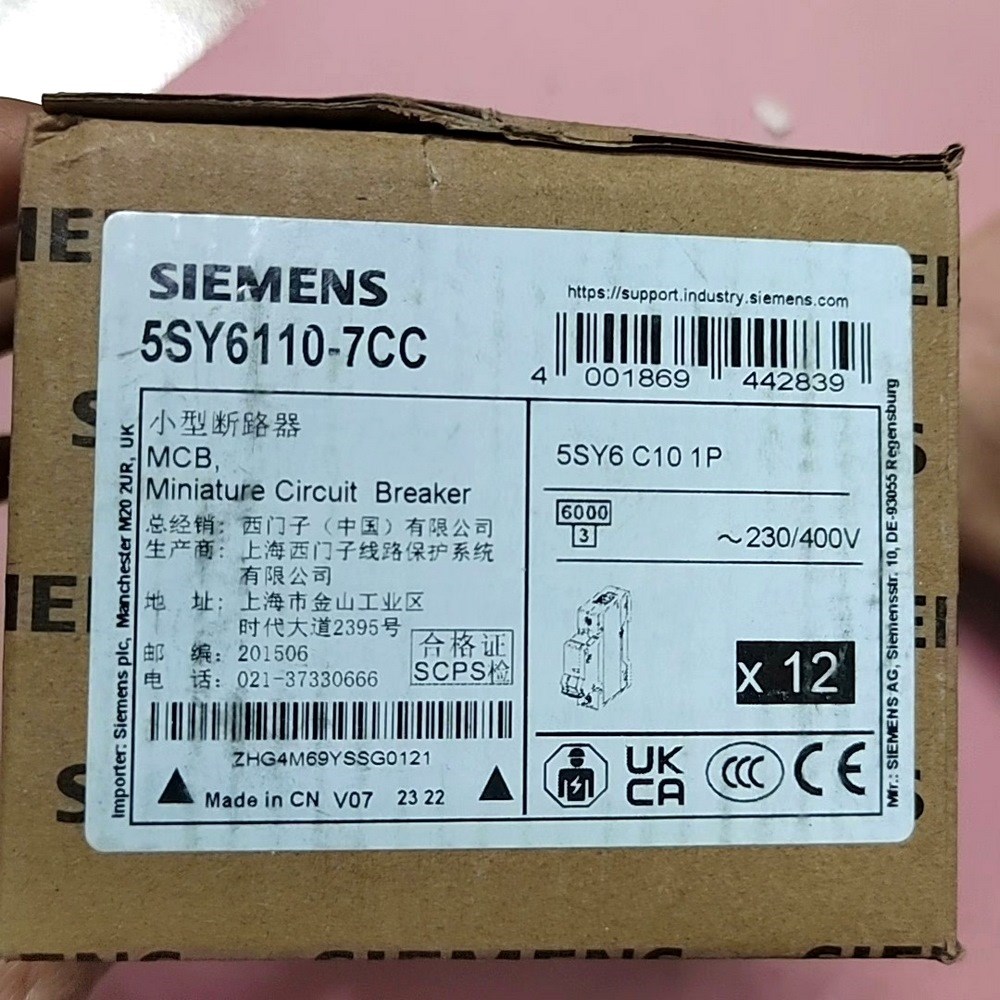 SIEMENS
5SY6110-7CC
https://support.industry.siemens.com
4 001869 442839
小型断路器
MCB,
Miniature Circuit Breaker
总经销: 西门子(中国)有限公司
生产商: 上海西门子线路保护系统
有限公司
地 址: 上海市金山工业区
时代大道2395号
邮 编: 201506
电 话: 021-37330666
合格证
SCPS检
ZHG4M69YSSG0121
Made in CN V07 23 22
5SY6 C10 1P
6000
3
~230/400V
x 12
UK
CA
CCC
CE
Importer: Siemens plc, Manchester M20 2UR, UK
Mfr.: SIEMENS AG, Siemensstr. 10, DE-93055 Regensburg